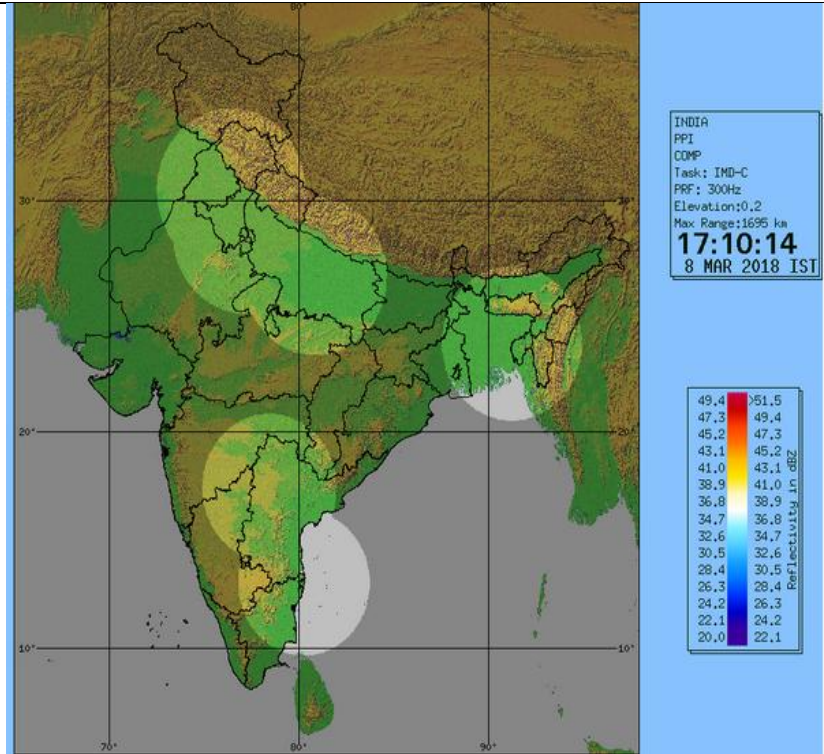 INDIA
PPI
COMP
Task: IMD-C
PRF: 300Hz
Elevation:0.2
Max Range:1695 km
17:10:14
8 MAR 2018 IST
30°
20° 20°
10° 10°
70° 80° 90°
49.4 >51.5
47.3 49.4
45.2 47.3
43.1 45.2
41.0 43.1
38.9 41.0
36.8 38.9
34.7 36.8
32.6 34.7
30.5 32.6
28.4 30.5
26.3 28.4
24.2 26.3
22.1 24.2
20.0 22.1
Reflectivity in dBZ